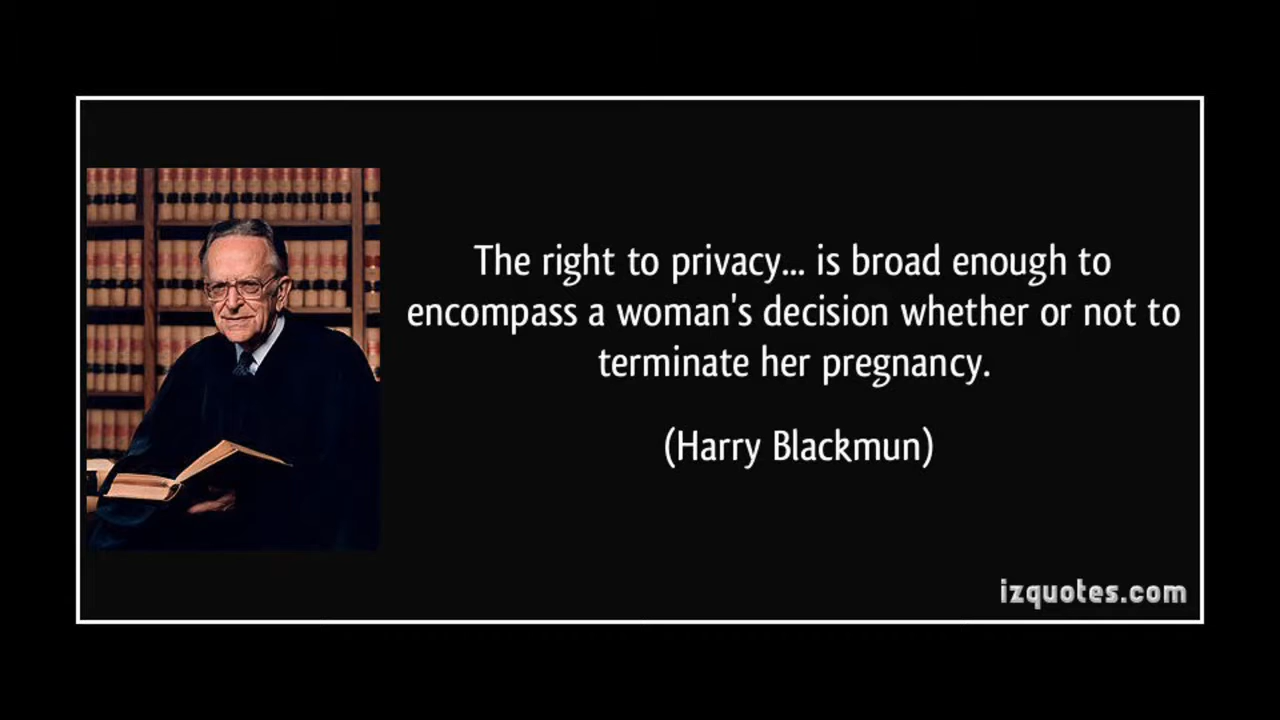 The right to privacy... is broad enough to
encompass a woman's decision whether or not to
terminate her pregnancy.
(Harry Blackmun)
izquotes.com